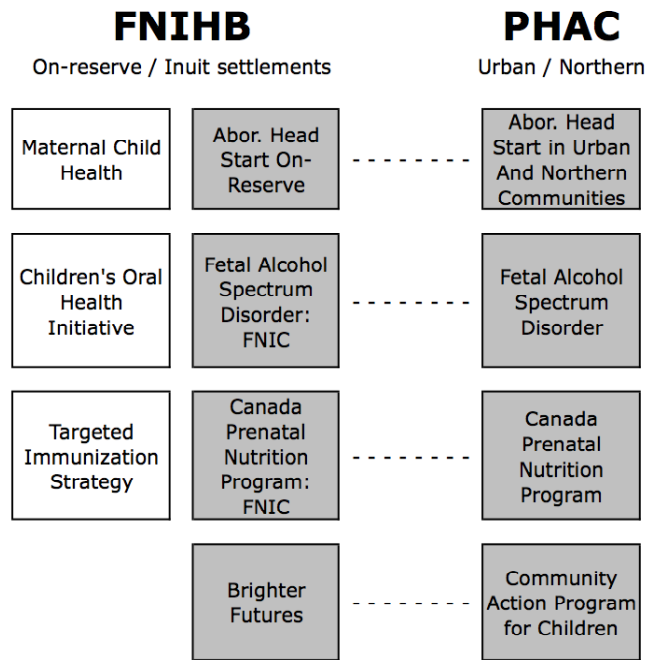 FNIHB
On-reserve / Inuit settlements
PHAC
Urban / Northern
Maternal Child
Health
Abor. Head
Start On-
Reserve
Abor. Head
Start in Urban
And Northern
Communities
Children's Oral
Health
Initiative
Fetal Alcohol
Spectrum
Disorder:
FNIC
Fetal Alcohol
Spectrum
Disorder
Targeted
Immunization
Strategy
Canada
Prenatal
Nutrition
Program:
FNIC
Canada
Prenatal
Nutrition
Program
Brighter
Futures
Community
Action Program
for Children